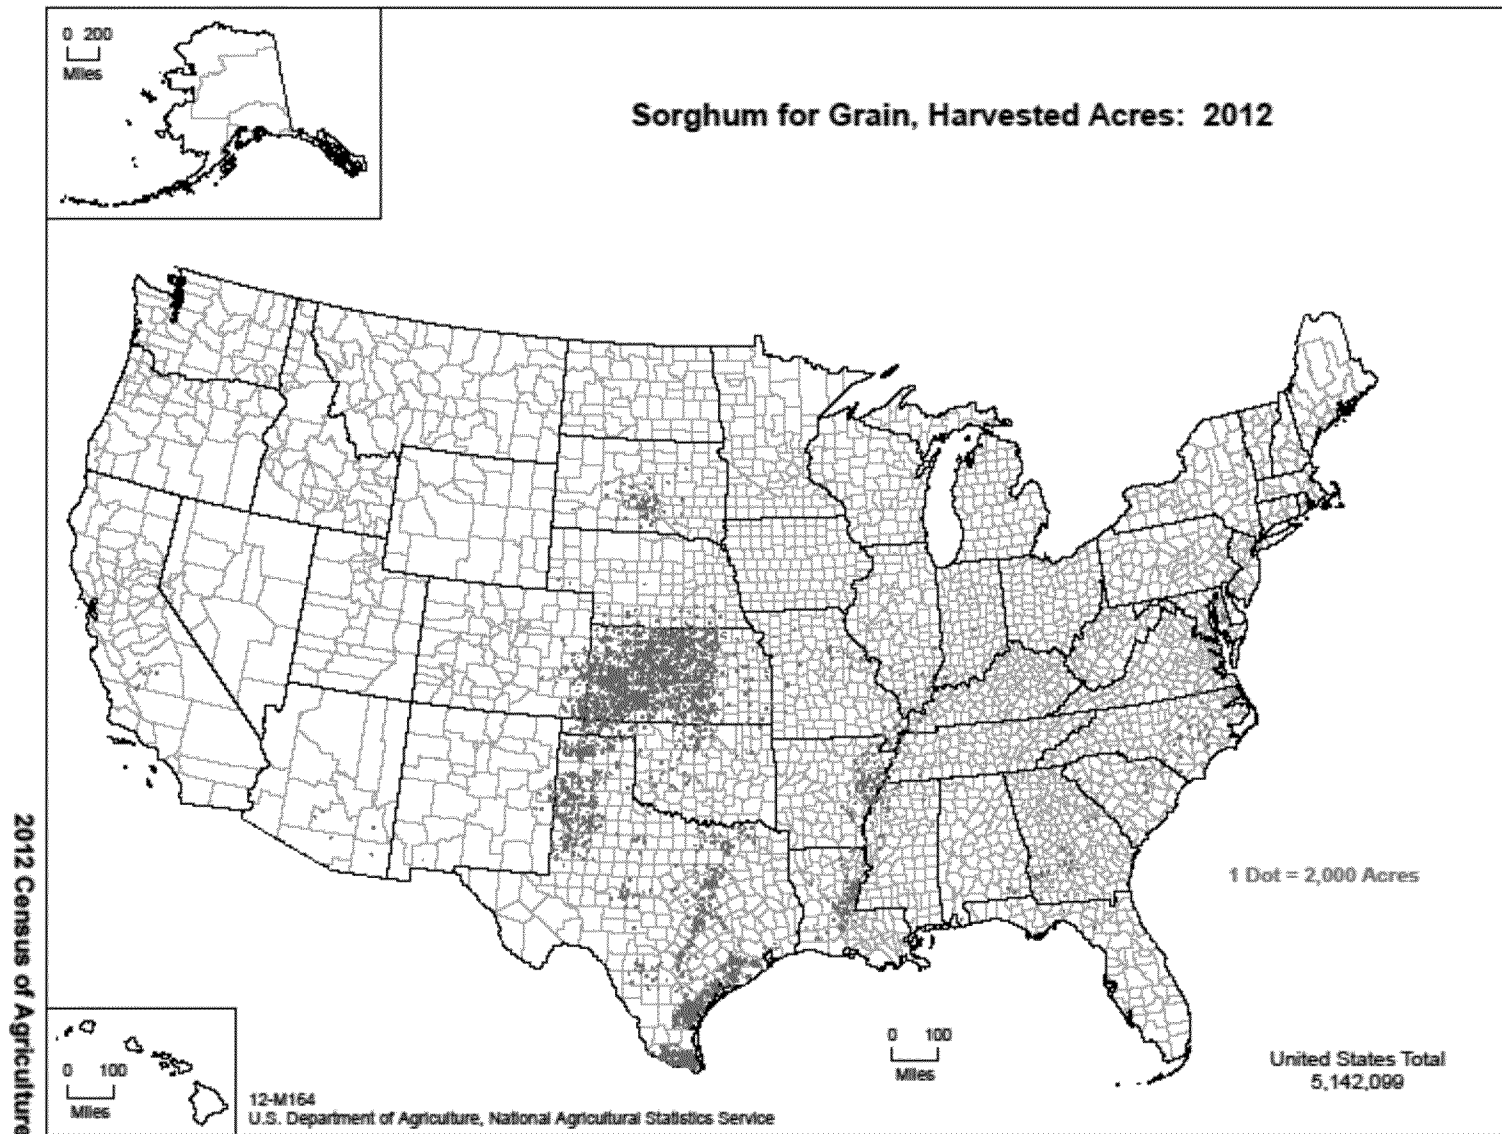 0 200
Miles
Sorghum for Grain, Harvested Acres: 2012
1 Dot = 2,000 Acres
0 100
Miles
United States Total
5,142,099
0 100
Miles
12-M164
U.S. Department of Agriculture, National Agricultural Statistics Service
2012 Census of Agriculture